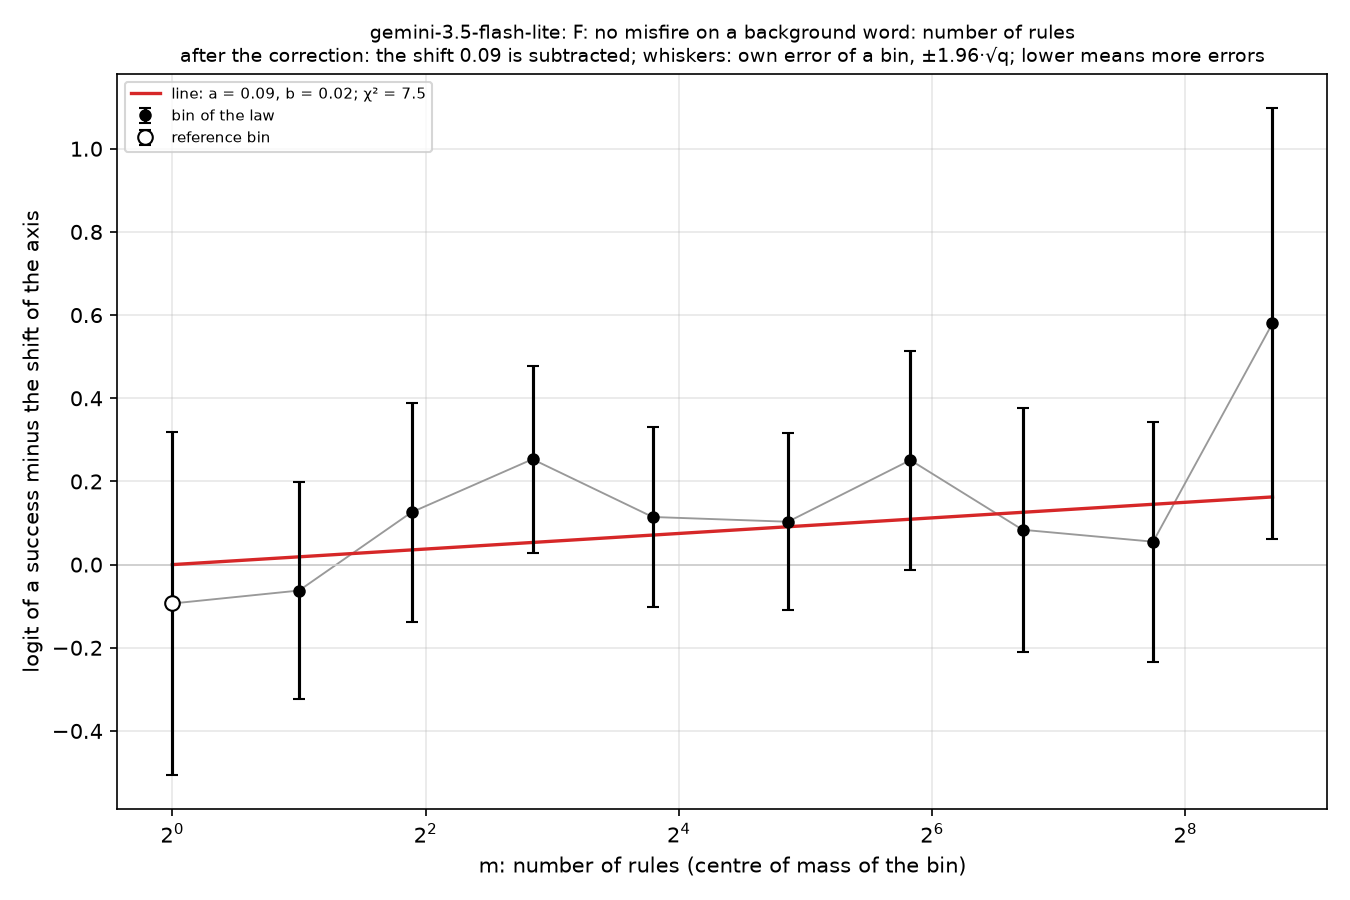 gemini-3.5-flash-lite: F: no misfire on a background word: number of rules
after the correction: the shift 0.09 is subtracted; whiskers: own error of a bin, ±1.96·√q; lower means more errors
line: a = 0.09, b = 0.02; χ² = 7.5
bin of the law
reference bin
logit of a success minus the shift of the axis
1.0
0.8
0.6
0.4
0.2
0.0
−0.2
−0.4
2⁰
2²
2⁴
2⁶
2⁸
m: number of rules (centre of mass of the bin)